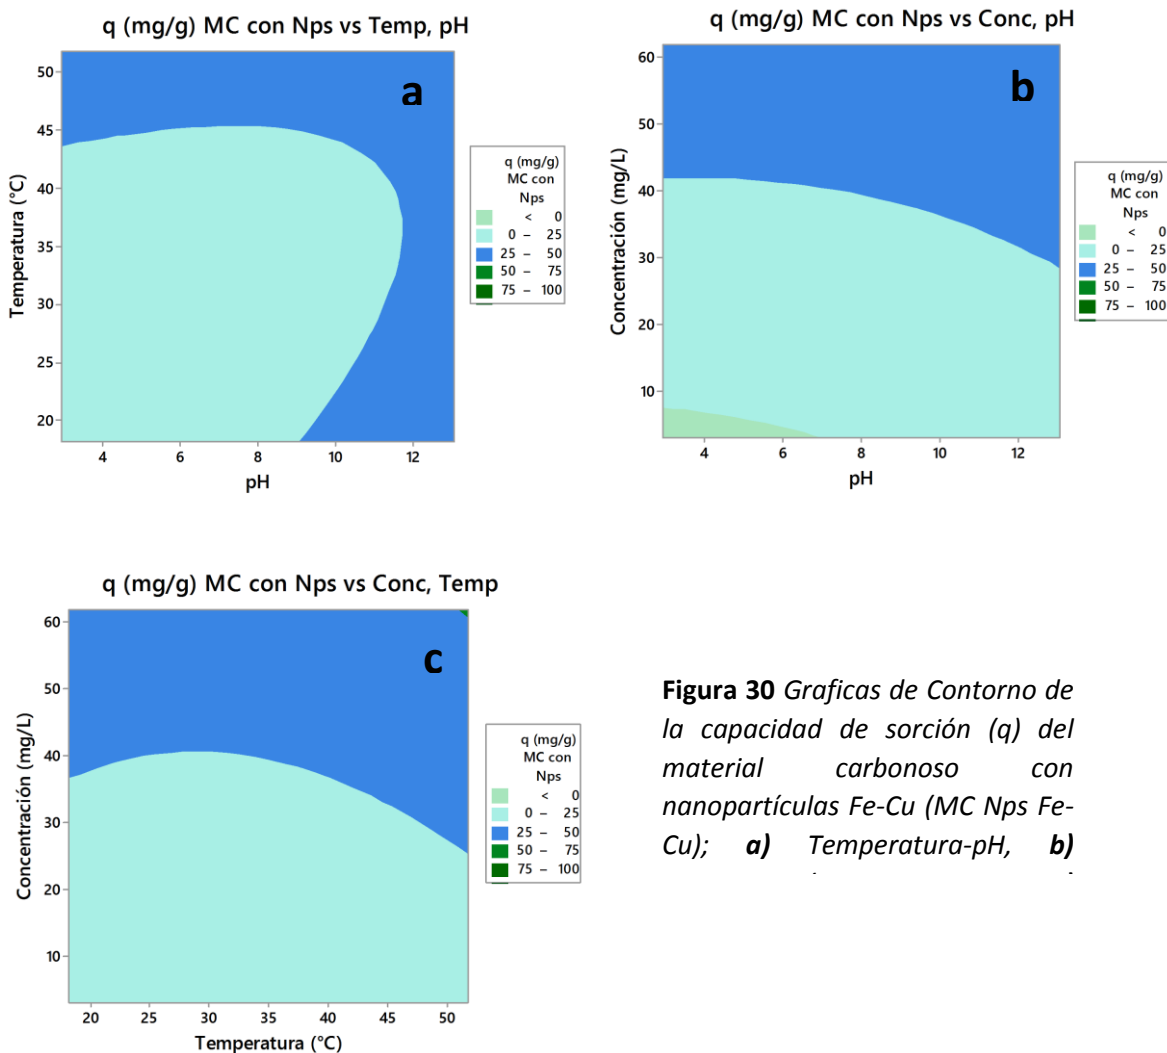 q (mg/g) MC con Nps vs Temp, pH
a
Temperatura (°C)
50
45
40
35
30
25
20
4 6 8 10 12
pH
q (mg/g)
MC con
Nps
< 0
0 – 25
25 – 50
50 – 75
75 – 100
q (mg/g) MC con Nps vs Conc, pH
b
Concentración (mg/L)
60
50
40
30
20
10
4 6 8 10 12
pH
q (mg/g)
MC con
Nps
< 0
0 – 25
25 – 50
50 – 75
75 – 100
q (mg/g) MC con Nps vs Conc, Temp
c
Concentración (mg/L)
60
50
40
30
20
10
20 25 30 35 40 45 50
Temperatura (°C)
q (mg/g)
MC con
Nps
< 0
0 – 25
25 – 50
50 – 75
75 – 100
Figura 30 Graficas de Contorno de
la capacidad de sorción (q) del
material carbonoso con
nanopartículas Fe-Cu (MC Nps Fe-
Cu); a) Temperatura-pH, b)